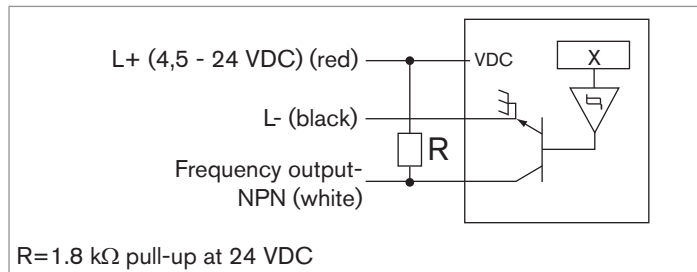 L+ (4,5 - 24 VDC) (red)
VDC
X
L- (black)
R
Frequency output-
NPN (white)
R=1.8 kΩ pull-up at 24 VDC